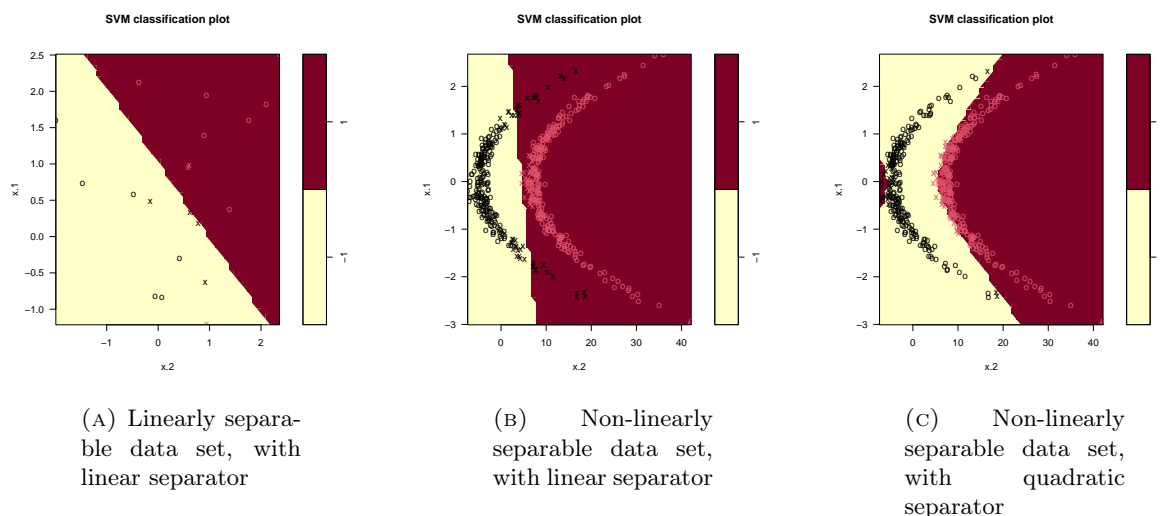 SVM classification plot
2.5
2.0
1.5
1.0
0.5
0.0
−0.5
−1.0
x.1
−1 0 1 2
x.2
1
−1
(A) Linearly separa-
ble data set, with
linear separator
SVM classification plot
2
1
0
−1
−2
−3
x.1
0 10 20 30 40
x.2
1
−1
(B) Non-linearly
separable data set,
with linear separator
SVM classification plot
2
1
0
−1
−2
−3
x.1
0 10 20 30 40
x.2
1
−1
(C) Non-linearly
separable data set,
with quadratic
separator